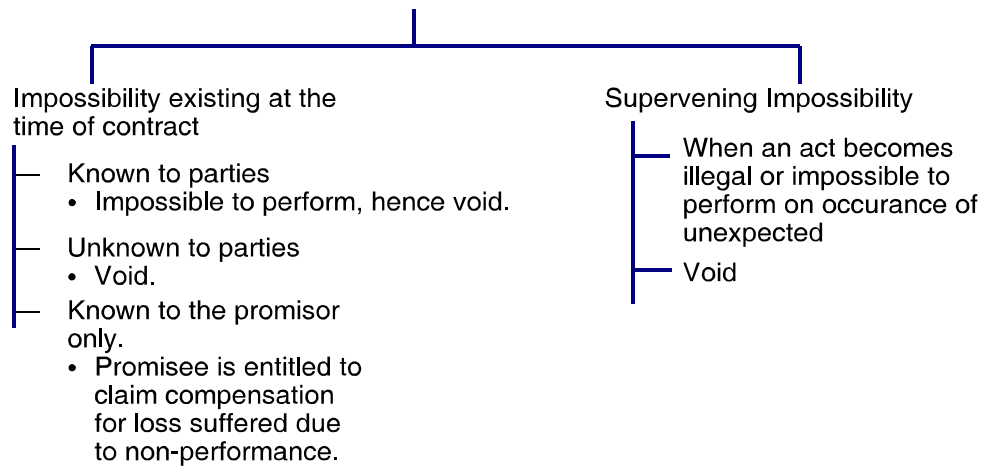 Impossibility existing at the
time of contract
Known to parties
• Impossible to perform, hence void.
Unknown to parties
• Void.
Known to the promisor
only.
• Promisee is entitled to
claim compensation
for loss suffered due
to non-performance.
Supervening Impossibility
When an act becomes
illegal or impossible to
perform on occurance of
unexpected
Void